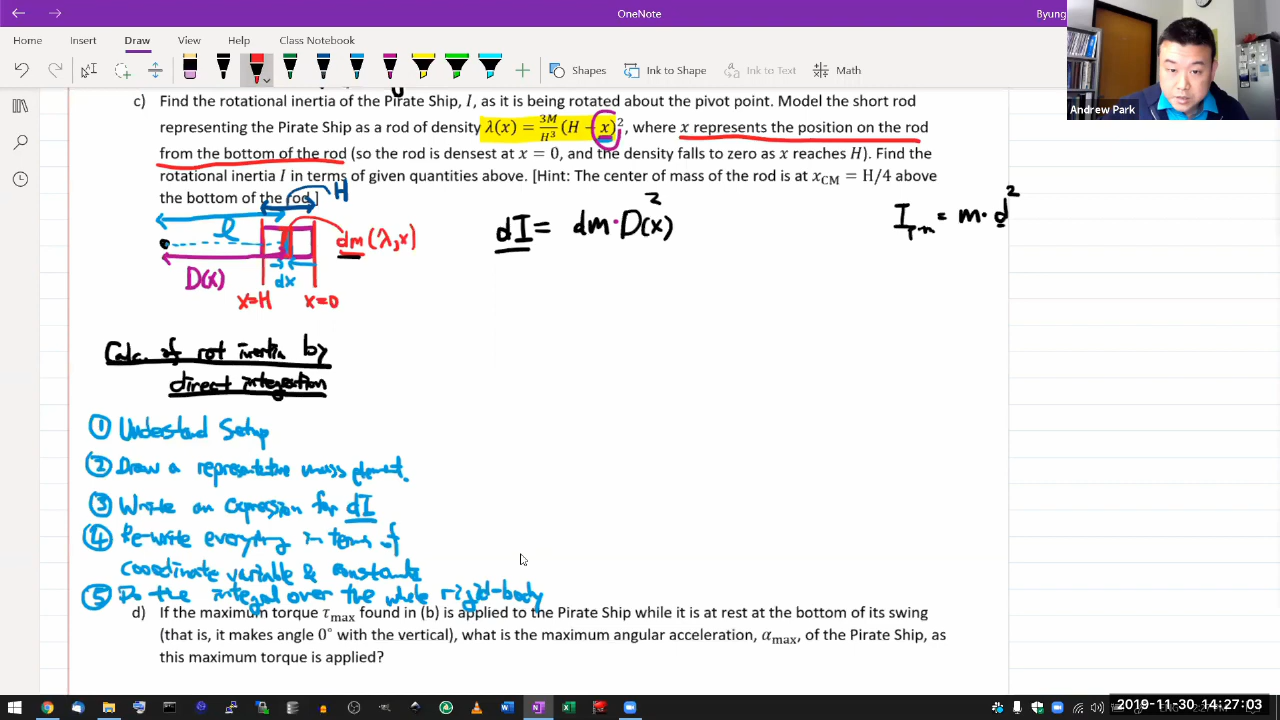 OneNote
Byung
Home Insert Draw View Help Class Notebook
Shapes Ink to Shape Ink to Text Math
Andrew Park
c) Find the rotational inertia of the Pirate Ship, I, as it is being rotated about the pivot point. Model the short rod
representing the Pirate Ship as a rod of density λ(x) = 3M/H³ (H − x)², where x represents the position on the rod
from the bottom of the rod (so the rod is densest at x = 0, and the density falls to zero as x reaches H). Find the
rotational inertia I in terms of given quantities above. [Hint: The center of mass of the rod is at xCM = H/4 above
the bottom of the rod.]
H
dI = dm · D(x)²
I = m · d²
dm (λ, x)
D(x) dx
x=H x=0
Calc. of rot inertia by
direct integration
① Understand Setup
② Draw a representative mass element.
③ Write an expression for dI
④ Re-write everything in terms of
coordinate variable & constants
⑤ Do the integral over the whole rigid-body
d) If the maximum torque τmax found in (b) is applied to the Pirate Ship while it is at rest at the bottom of its swing
(that is, it makes angle 0° with the vertical), what is the maximum angular acceleration, αmax, of the Pirate Ship, as
this maximum torque is applied?
2019-11-30 14:27:03